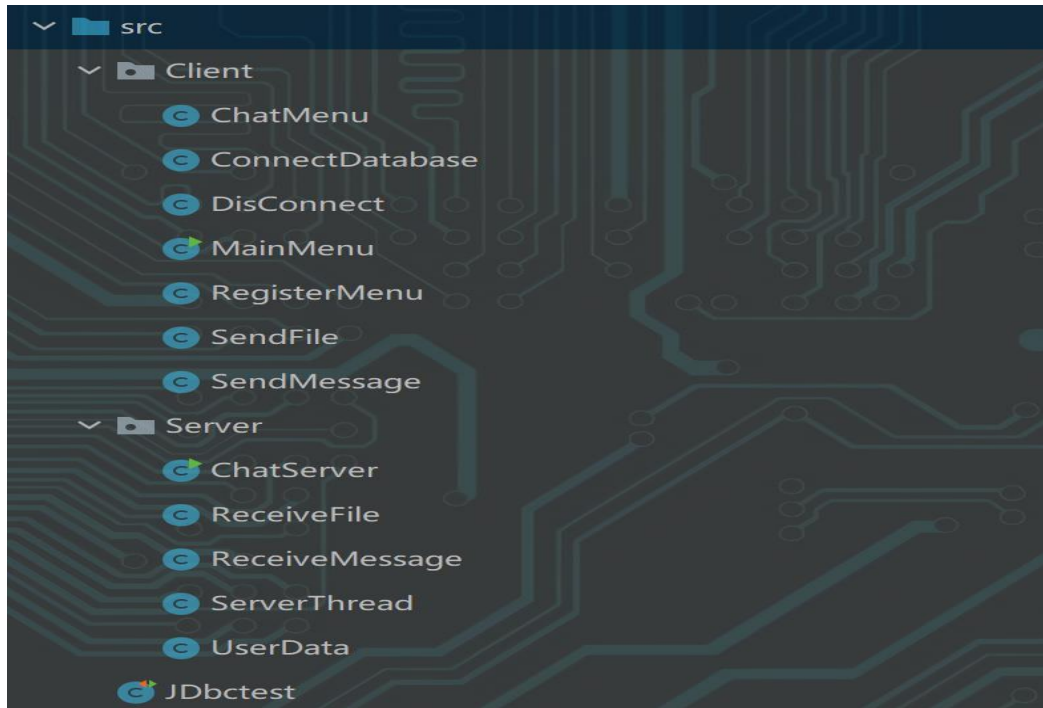 src
Client
ChatMenu
ConnectDatabase
DisConnect
MainMenu
RegisterMenu
SendFile
SendMessage
Server
ChatServer
ReceiveFile
ReceiveMessage
ServerThread
UserData
JDbctest